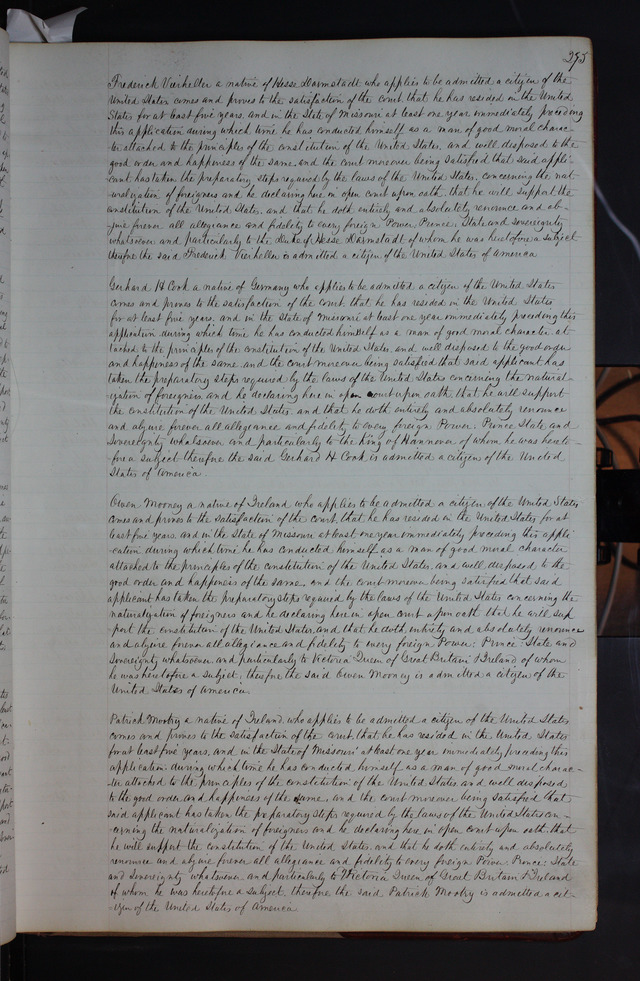 295
Frederick Vierheller a native of Hesse Darmstadt who applies to be admitted a citizen of the
United States comes and proves to the satisfaction of the court that he has resided in the United
States for at least five years, and in the State of Missouri at least one year immediately preceding
this application during which time he has conducted himself as a man of good moral charac-
ter attached to the principles of the constitution of the United States, and well disposed to the
good order and happiness of the same, and the court moreover being satisfied that said appli-
cant has taken the preparatory steps required by the laws of the United States, concerning the nat-
uralization of foreigners and he declaring here in open court upon oath, that he will support the
constitution of the United States, and that he doth entirely and absolutely renounce and ab-
jure forever all allegiance and fidelity to every foreign Power, Prince, State and Sovereignty
whatsoever and particularly to the Duke of Hesse Darmstadt of whom he was heretofore a subject
therefore the said Frederick Vierheller is admitted a citizen of the United States of America
Gerhard H Cook a native of Germany who applies to be admitted a citizen of the United States
comes and proves to the satisfaction of the court, that he has resided in the United States
for at least five years, and in the State of Missouri at least one year immediately preceding this
application during which time he has conducted himself as a man of good moral character at-
tached to the principles of the constitution of the United States, and well disposed to the good order
and happiness of the same, and the court moreover being satisfied that said applicant has
taken the preparatory steps required by the laws of the United States concerning the natural-
ization of foreigners and he declaring here in open court upon oath that he will support
the constitution of the United States, and that he doth entirely and absolutely renounce
and abjure forever all allegiance and fidelity to every foreign Power, Prince State and
Sovereignty whatsoever and particularly to the King of Hannover of whom he was hereto-
fore a subject therefore the said Gerhard H Cook is admitted a citizen of the United
States of America.
Owen Mooney a native of Ireland who applies to be admitted a citizen of the United States
comes and proves to the satisfaction of the court, that he has resided in the United States for at
least five years, and in the State of Missouri at least one year immediately preceding this appli-
cation during which time he has conducted himself as a man of good moral character
attached to the principles of the constitution of the United States, and well disposed to the
good order and happiness of the same, and the court moreover being satisfied that said
applicant has taken the preparatory steps required by the laws of the United States concerning the
naturalization of foreigners and he declaring here in open court upon oath that he will sup
port the constitution of the United States, and that he doth entirely and absolutely renounce
and abjure forever all allegiance and fidelity to every foreign Power, Prince State and
Sovereignty whatsoever and particularly to Victoria Queen of Great Britain & Ireland of whom
he was heretofore a subject, therefore the said Owen Mooney is admitted a citizen of the
United States of America.
Patrick a native of Ireland, who applies to be admitted a citizen of the United States
comes and proves to the satisfaction of the court, that he has resided in the United States
for at least five years, and in the State of Missouri at least one year immediately preceding this
application during which time he has conducted himself as a man of good moral charac-
ter attached to the principles of the constitution of the United States and well disposed
to the good order and happiness of the same, and the court moreover being satisfied that
said applicant has taken the preparatory steps required by the laws of the United States con-
cerning the naturalization of foreigners and he declaring here in open court upon oath, that
he will support the constitution of the United States, and that he doth entirely and absolutely
renounce and abjure forever all allegiance and fidelity to every foreign Power, Prince, State
and Sovereignty whatsoever and particularly to Victoria Queen of Great Britain & Ireland
of whom he was heretofore a subject, therefore the said Patrick is admitted a cit-
izen of the United States of America